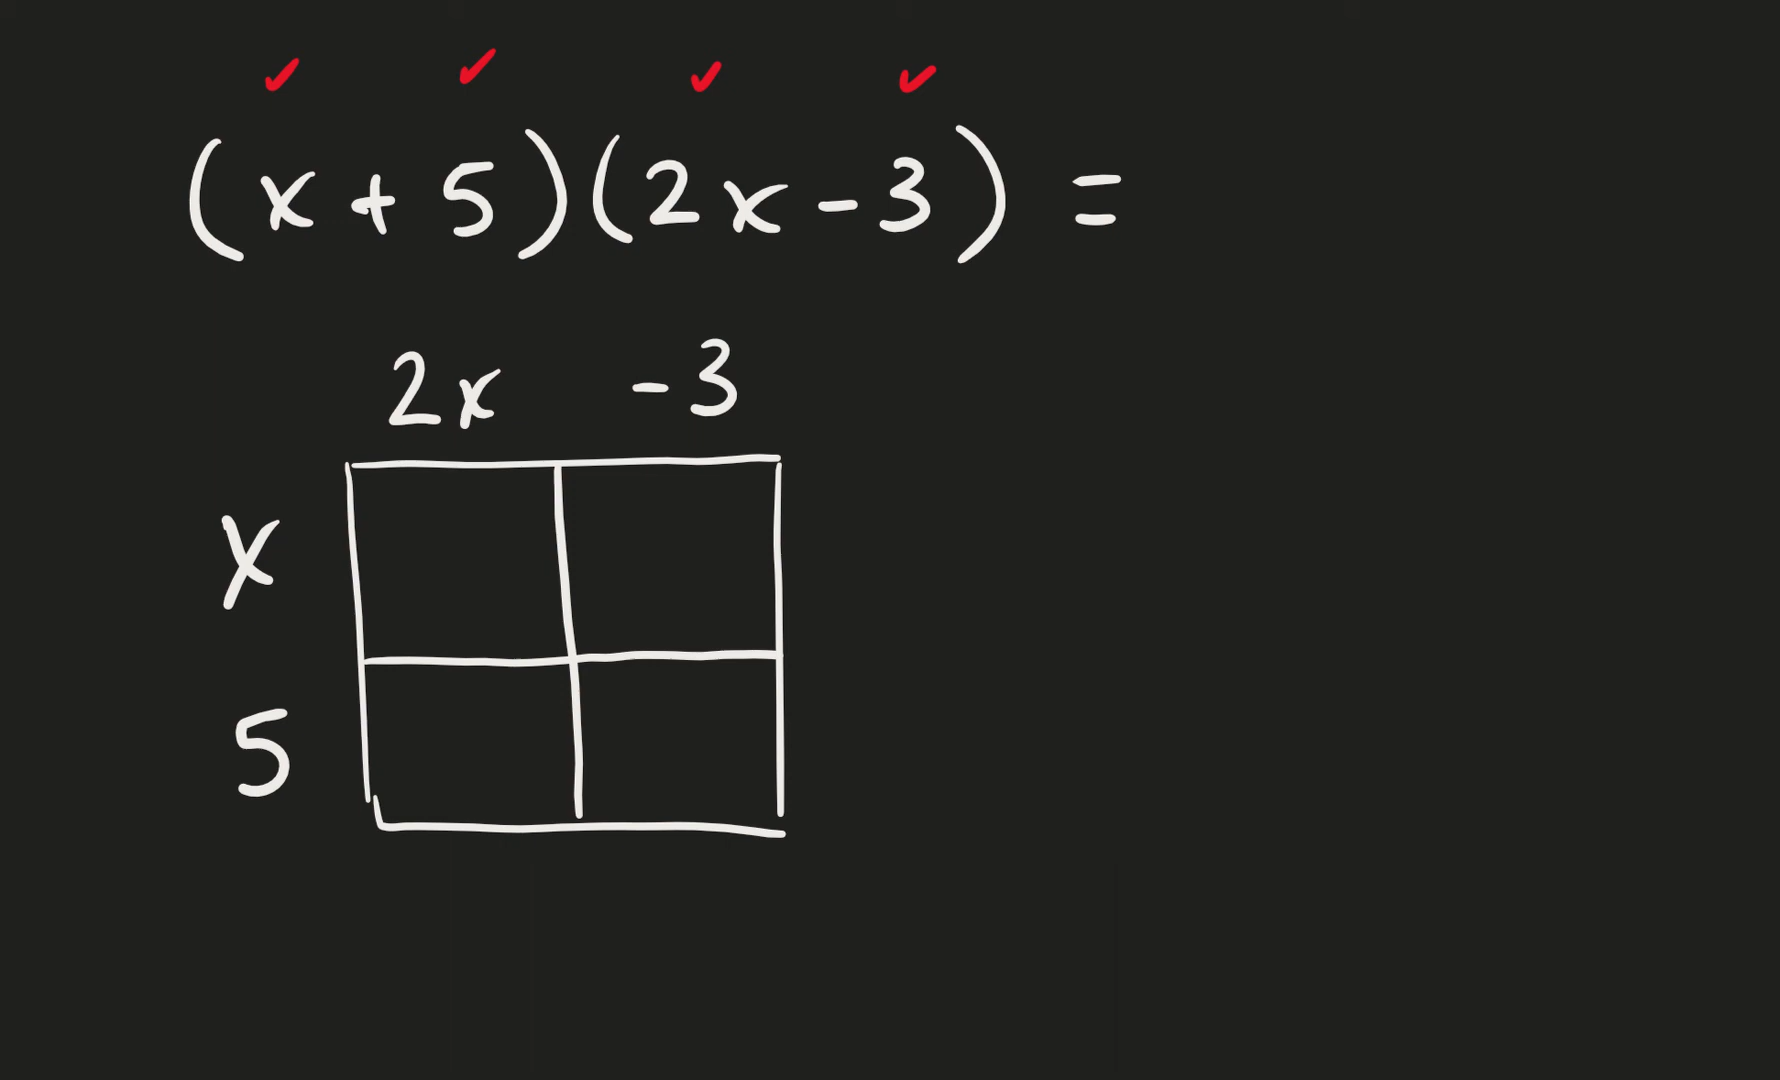 (x + 5)(2x - 3) =
2x -3
x
5